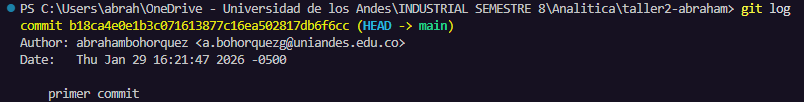 PS C:\Users\abrah\OneDrive - Universidad de los Andes\INDUSTRIAL SEMESTRE 8\Analitica\taller2-abraham> git log
commit b18ca4e0e1b3c071613877c16ea502817db6f6cc (HEAD -> main)
Author: abrahambohorquez <a.bohorquezg@uniandes.edu.co>
Date:   Thu Jan 29 16:21:47 2026 -0500
    primer commit